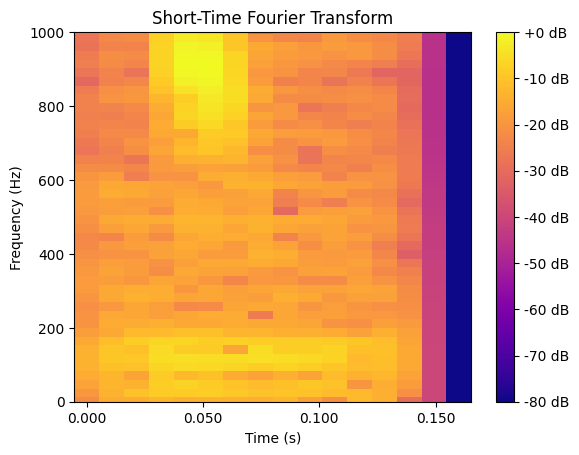 Short-Time Fourier Transform
1000
800
600
400
200
0
Frequency (Hz)
0.000
0.050
0.100
0.150
Time (s)
+0 dB
-10 dB
-20 dB
-30 dB
-40 dB
-50 dB
-60 dB
-70 dB
-80 dB